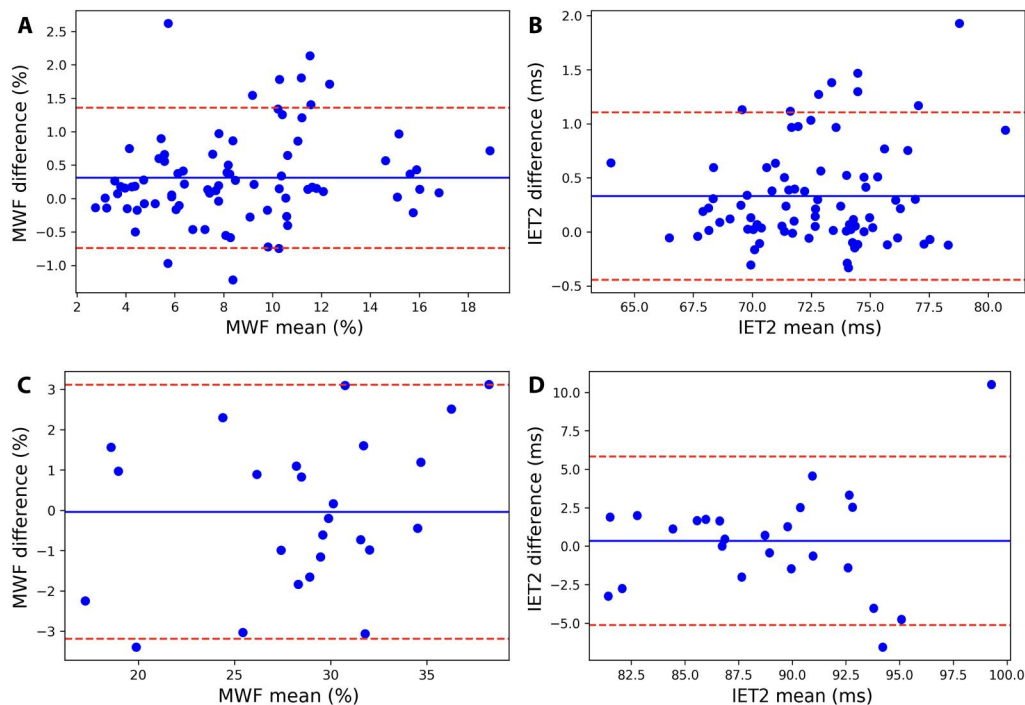 A
MWF difference (%)
2.5
2.0
1.5
1.0
0.5
0.0
−0.5
−1.0
2 4 6 8 10 12 14 16 18
MWF mean (%)
B
IET2 difference (ms)
2.0
1.5
1.0
0.5
0.0
−0.5
65.0 67.5 70.0 72.5 75.0 77.5 80.0
IET2 mean (ms)
C
MWF difference (%)
3
2
1
0
−1
−2
−3
20 25 30 35
MWF mean (%)
D
IET2 difference (ms)
10.0
7.5
5.0
2.5
0.0
−2.5
−5.0
82.5 85.0 87.5 90.0 92.5 95.0 97.5 100.0
IET2 mean (ms)